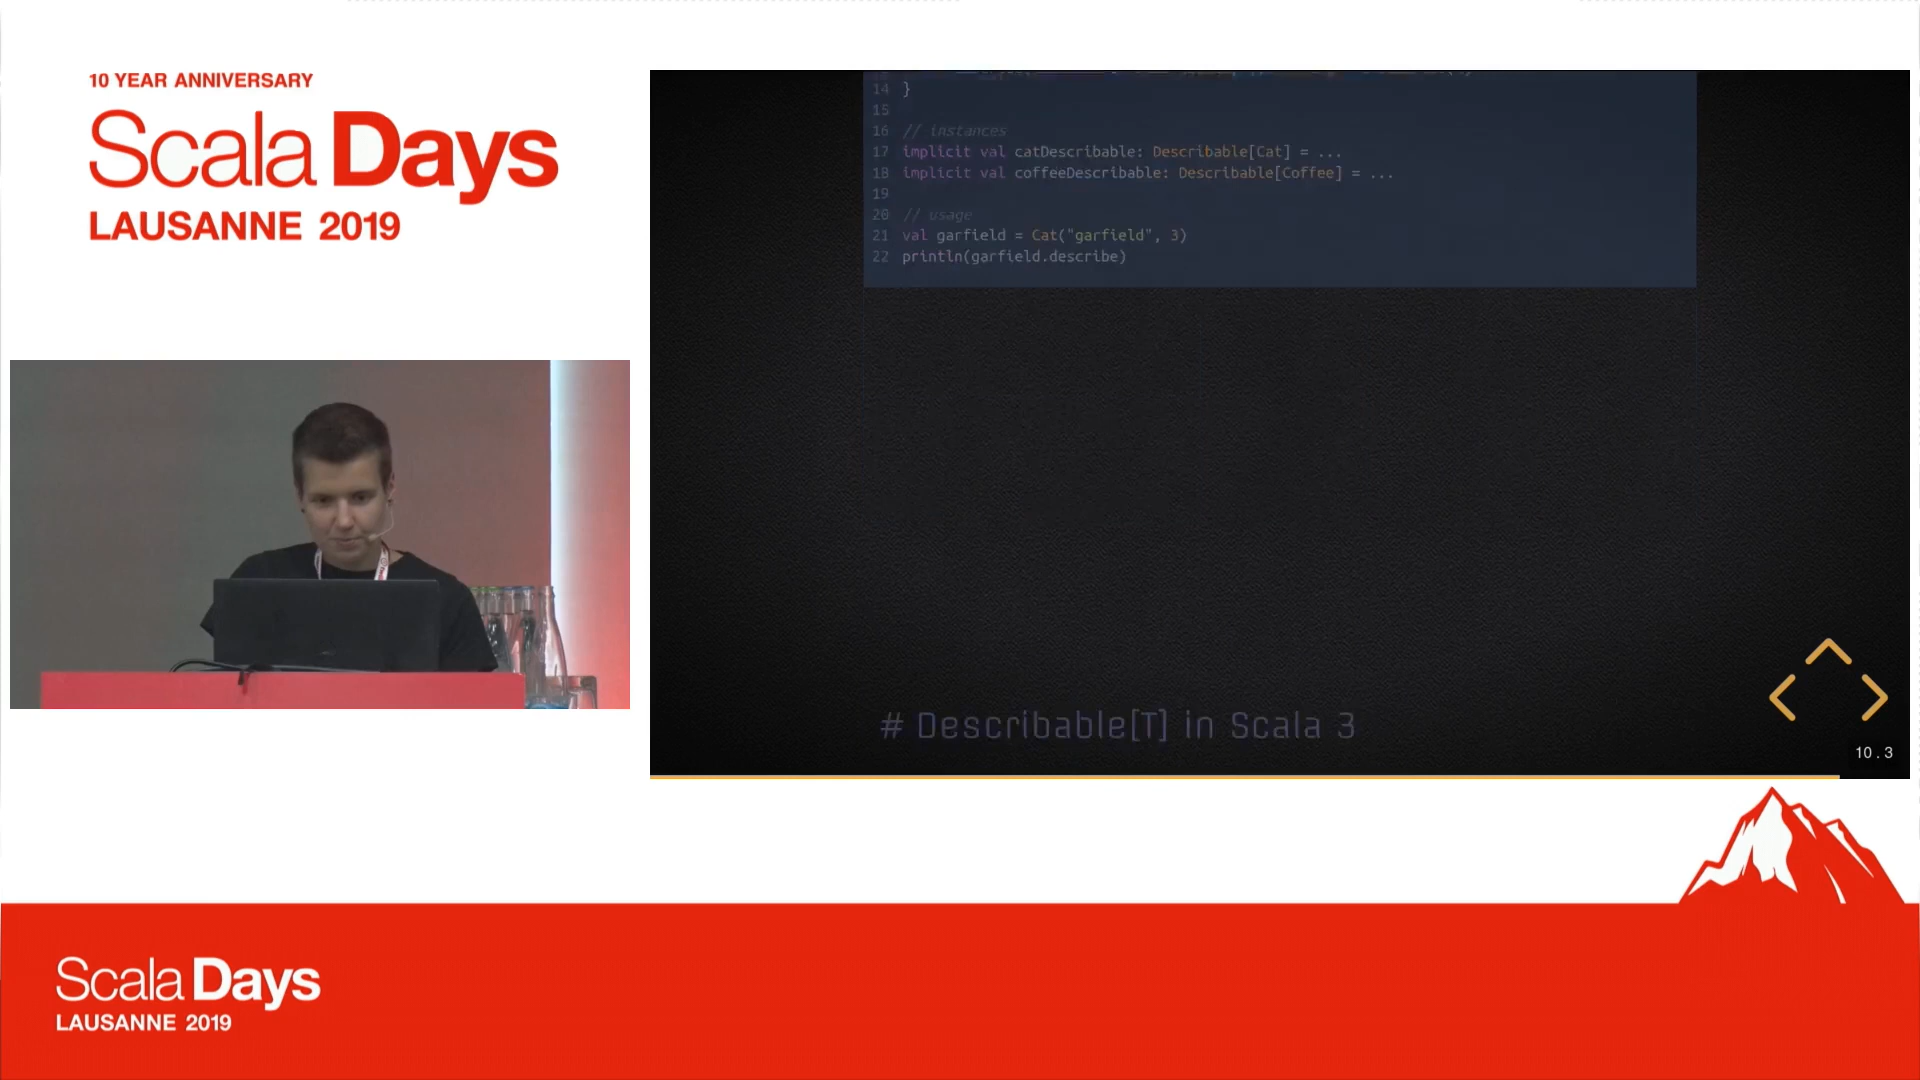 10 YEAR ANNIVERSARY
Scala Days
LAUSANNE 2019
14 }
15
16 // instances
17 implicit val catDescribable: Describable[Cat] = ...
18 implicit val coffeeDescribable: Describable[Coffee] = ...
19
20 // usage
21 val garfield = Cat("garfield", 3)
22 println(garfield.describe)
# Describable[T] in Scala 3
10.3
Scala Days
LAUSANNE 2019